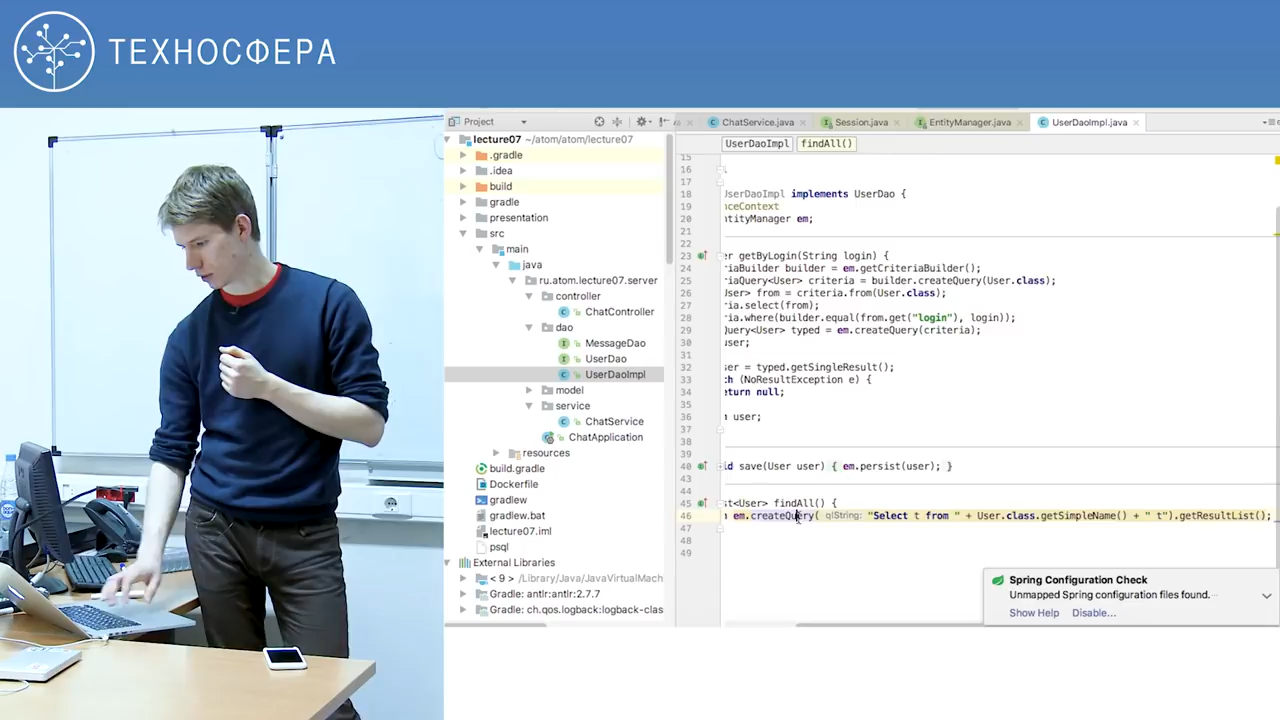 ТЕХНОСФЕРА
Project
ChatService.java
Session.java
EntityManager.java
UserDaoImpl.java
lecture07 ~/atom/atom/lecture07
.gradle
.idea
build
gradle
presentation
src
main
java
ru.atom.lecture07.server
controller
ChatController
dao
MessageDao
UserDao
UserDaoImpl
model
service
ChatService
ChatApplication
resources
build.gradle
Dockerfile
gradlew
gradlew.bat
lecture07.iml
psql
External Libraries
< 9 > /Library/Java/JavaVirtualMach
Gradle: antlr:antlr:2.7.7
Gradle: ch.qos.logback:logback-clas
UserDaoImpl findAll()
15
16
17
18 UserDaoImpl implements UserDao {
19 nceContext
20 ntityManager em;
21
22
23 er getByLogin(String login) {
24 riaBuilder builder = em.getCriteriaBuilder();
25 riaQuery<User> criteria = builder.createQuery(User.class);
26 User> from = criteria.from(User.class);
27 ria.select(from);
28 ria.where(builder.equal(from.get("login"), login));
29 Query<User> typed = em.createQuery(criteria);
30 user;
31
32 ser = typed.getSingleResult();
33 ch (NoResultException e) {
34 eturn null;
35
36 n user;
37
38
39
40 id save(User user) { em.persist(user); }
43
44
45 st<User> findAll() {
46 em.createQuery( qlString: "Select t from " + User.class.getSimpleName() + " t").getResultList();
47
48
49
Spring Configuration Check
Unmapped Spring configuration files found.
Show Help Disable...